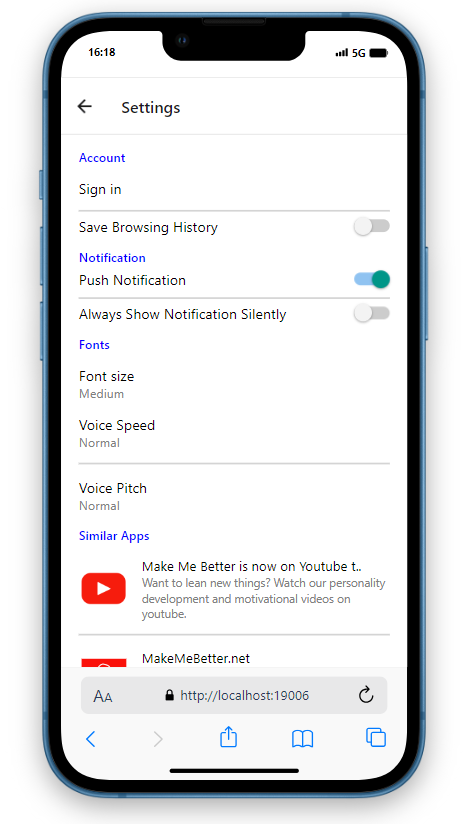 16:18
5G
Settings
Account
Sign in
Save Browsing History
Notification
Push Notification
Always Show Notification Silently
Fonts
Font size
Medium
Voice Speed
Normal
Voice Pitch
Normal
Similar Apps
Make Me Better is now on Youtube t..
Want to lean new things? Watch our personality
development and motivational videos on
youtube.
MakeMeBetter.net
AA
http://localhost:19006